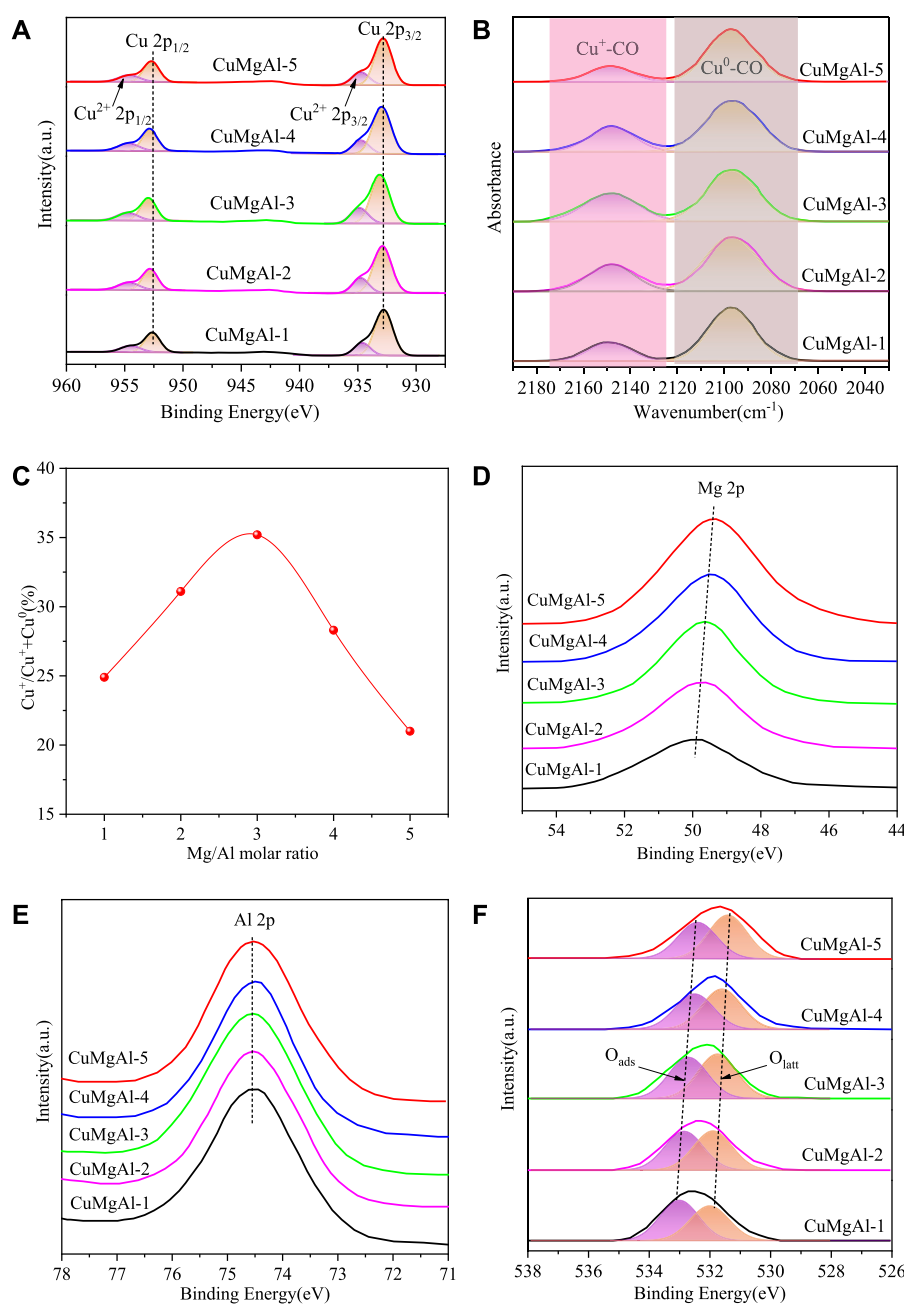 A
Cu 2p1/2
Cu 2p3/2
CuMgAl-5
Cu2+ 2p1/2
Cu2+ 2p3/2
CuMgAl-4
CuMgAl-3
CuMgAl-2
CuMgAl-1
Intensity(a.u.)
960 955 950 945 940 935 930
Binding Energy(eV)
B
Cu+-CO
Cu0-CO
CuMgAl-5
CuMgAl-4
CuMgAl-3
CuMgAl-2
CuMgAl-1
Absorbance
2180 2160 2140 2120 2100 2080 2060 2040
Wavenumber(cm-1)
C
40
35
30
25
20
15
Cu+/Cu++Cu0(%)
1 2 3 4 5
Mg/Al molar ratio
D
Mg 2p
CuMgAl-5
CuMgAl-4
CuMgAl-3
CuMgAl-2
CuMgAl-1
Intensity(a.u.)
54 52 50 48 46 44
Binding Energy(eV)
E
Al 2p
CuMgAl-5
CuMgAl-4
CuMgAl-3
CuMgAl-2
CuMgAl-1
Intensity(a.u.)
78 77 76 75 74 73 72 71
Binding Energy(eV)
F
CuMgAl-5
CuMgAl-4
Oads
Olatt
CuMgAl-3
CuMgAl-2
CuMgAl-1
Intensity(a.u.)
538 536 534 532 530 528 526
Binding Energy(eV)